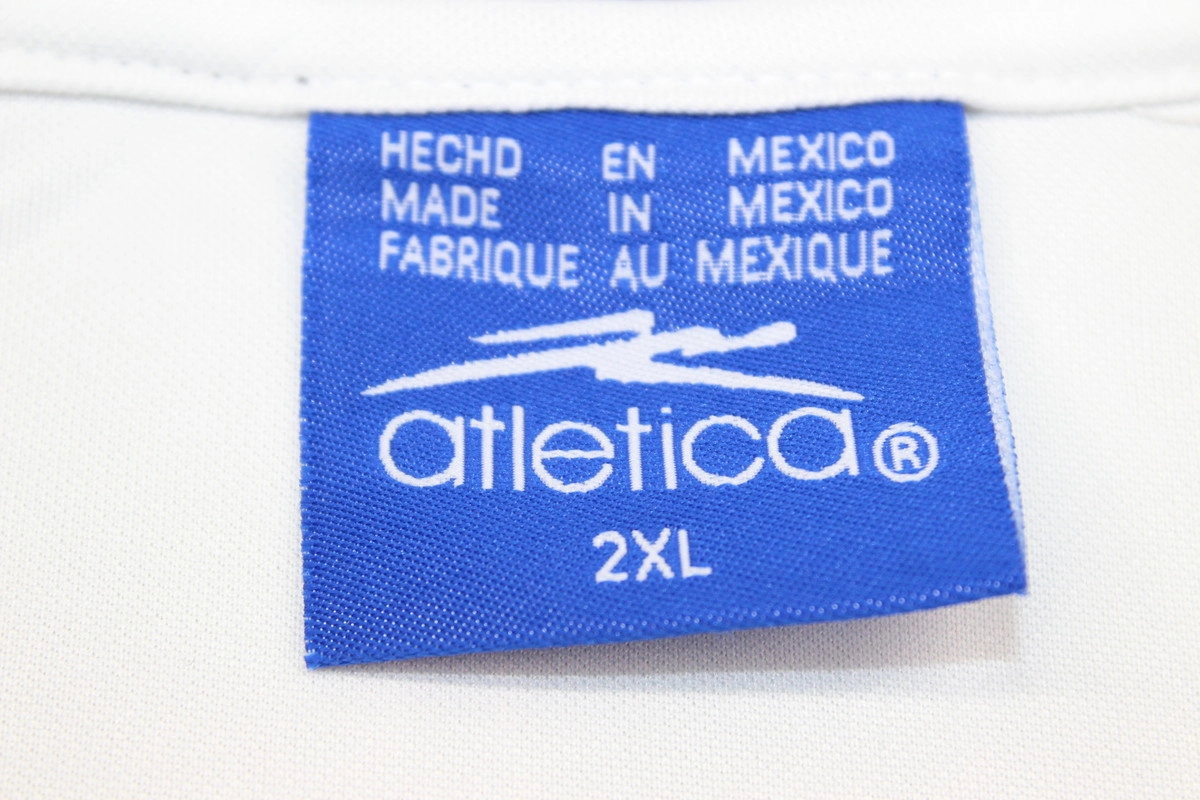 HECHD EN MEXICO
MADE IN MEXICO
FABRIQUE AU MEXIQUE
atletica®
2XL